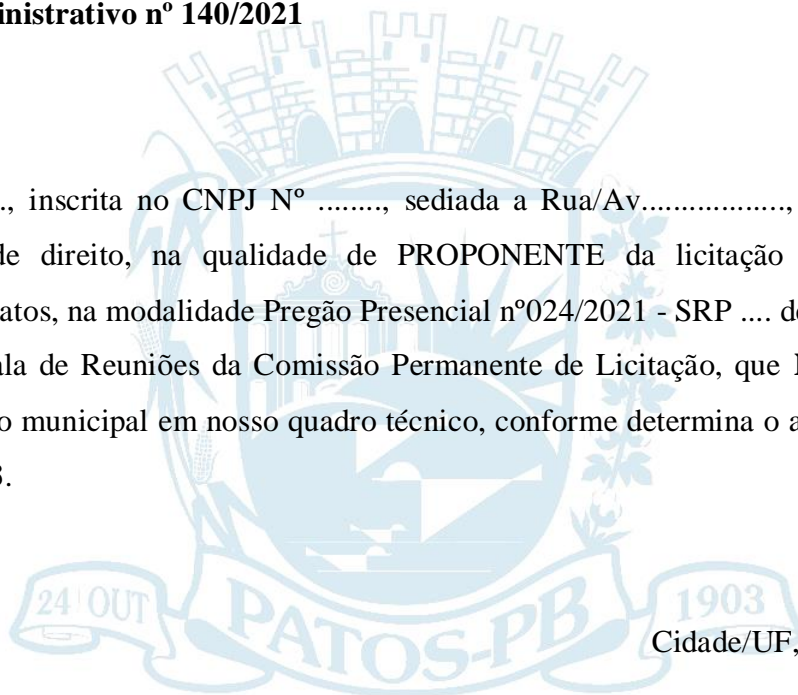 inistrativo nº 140/2021
., inscrita no CNPJ Nº ........, sediada a Rua/Av.................,
de direito, na qualidade de PROPONENTE da licitação
atos, na modalidade Pregão Presencial nº024/2021 - SRP .... d
ala de Reuniões da Comissão Permanente de Licitação, que
o municipal em nosso quadro técnico, conforme determina o a
3.
24 OUT PATOS-PB 1903
Cidade/UF,